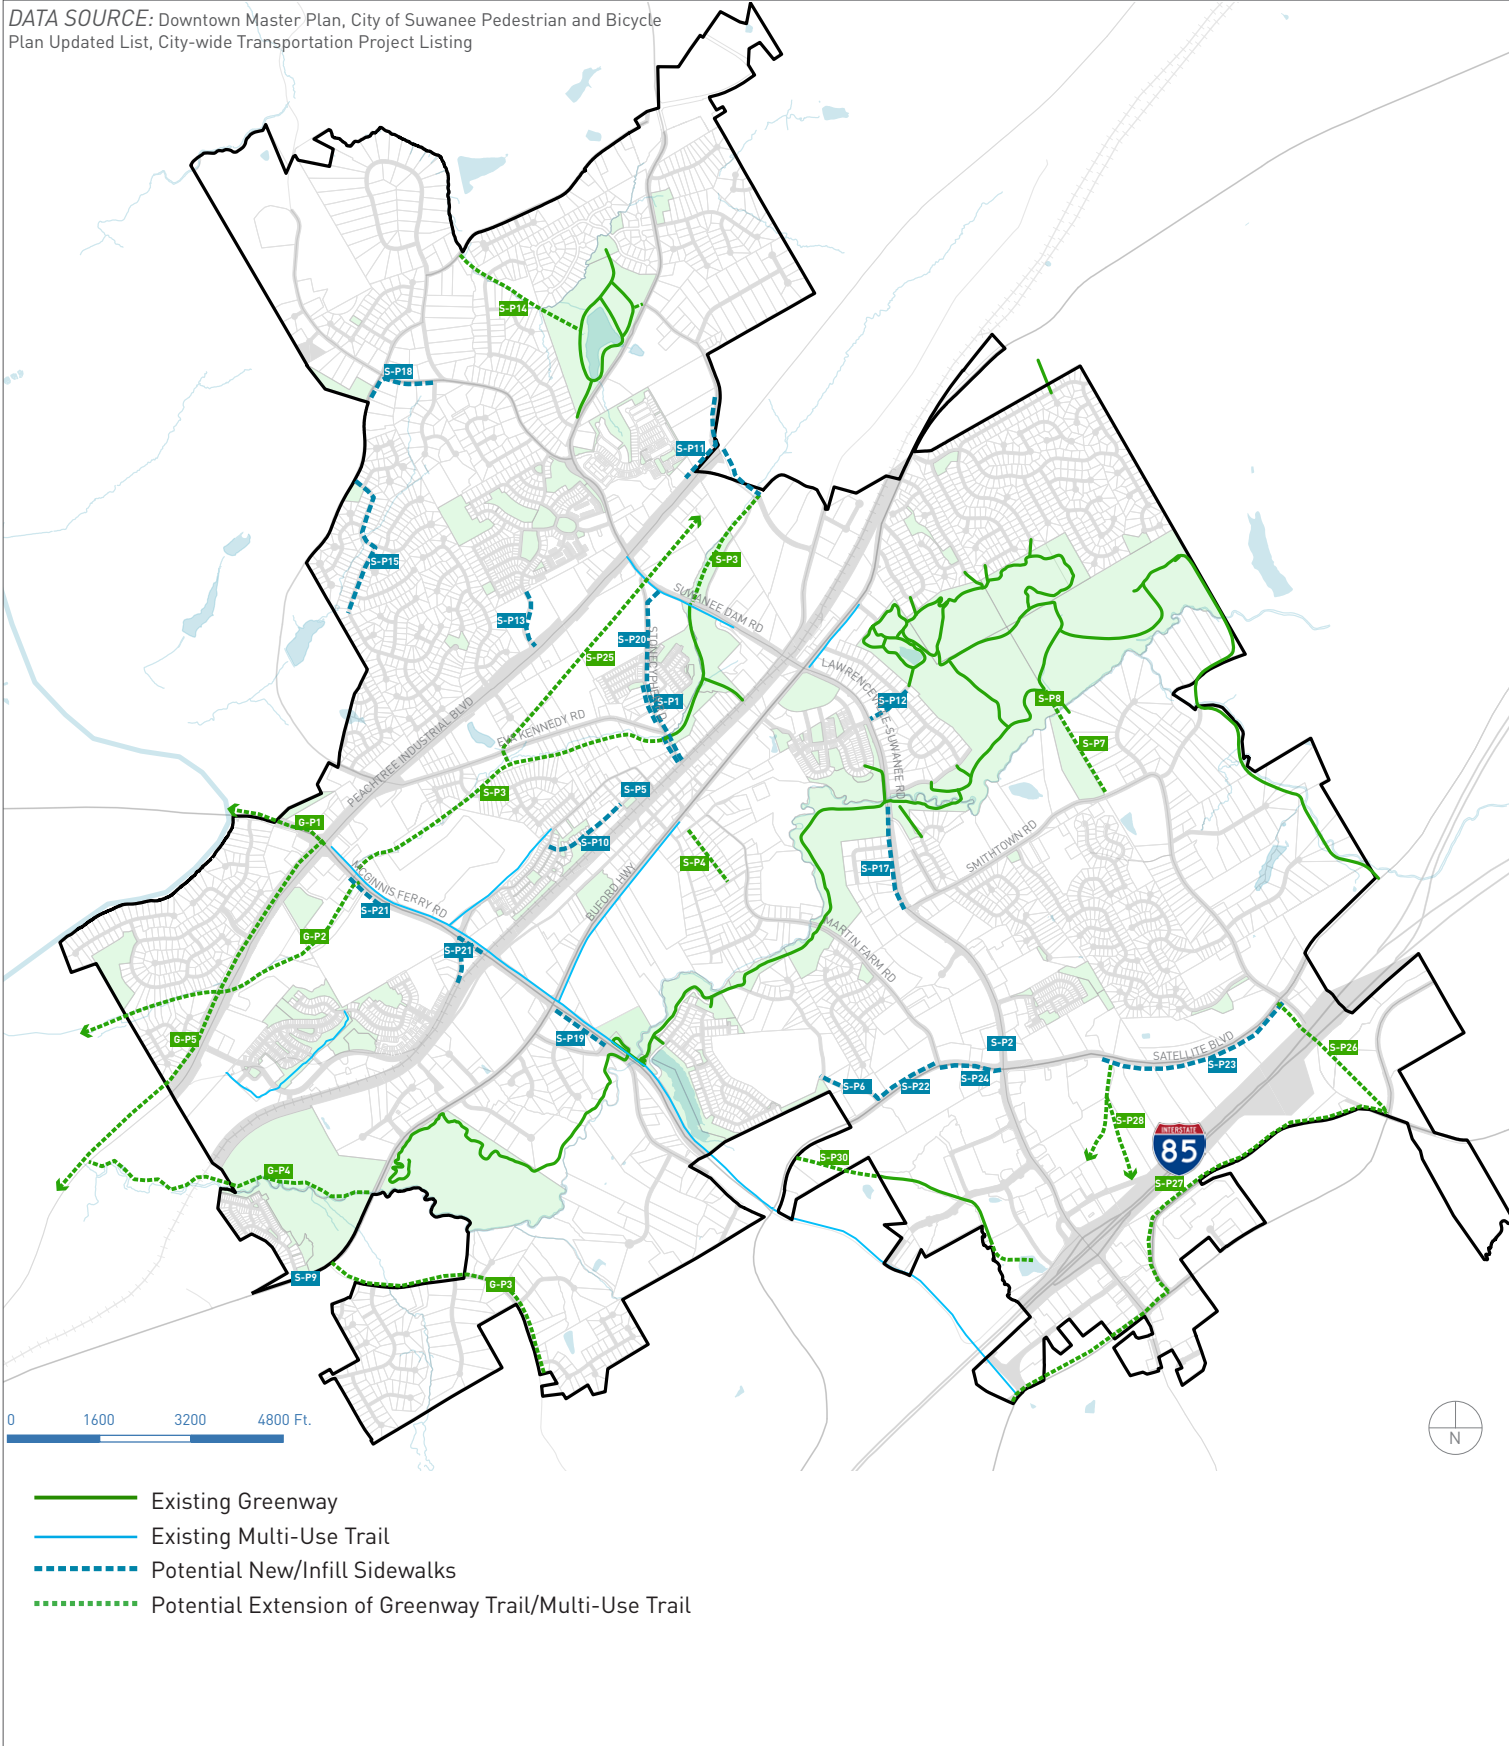 DATA SOURCE: Downtown Master Plan, City of Suwanee Pedestrian and Bicycle
Plan Updated List, City-wide Transportation Project Listing
S-P14
S-P18
S-P11
S-P15
S-P3
SUWANEE DAM RD
S-P13
S-P20
S-P25
LAWRENCEVILLE-SUWANEE RD
S-P1
S-P12
S-P8
PEACHTREE INDUSTRIAL BLVD
EVA KENNEDY RD
S-P7
S-P3
S-P5
G-P1
S-P10
SMITHTOWN RD
S-P4
S-P17
MCGINNIS FERRY RD
BUFORD HWY
S-P21
G-P2
MARTIN FARM RD
S-P21
G-P5
S-P19
S-P2
SATELLITE BLVD
S-P26
S-P23
S-P24
S-P6
S-P22
S-P28
INTERSTATE
85
S-P30
G-P4
S-P27
S-P9
G-P3
0 1600 3200 4800 Ft.
N
Existing Greenway
Existing Multi-Use Trail
Potential New/Infill Sidewalks
Potential Extension of Greenway Trail/Multi-Use Trail